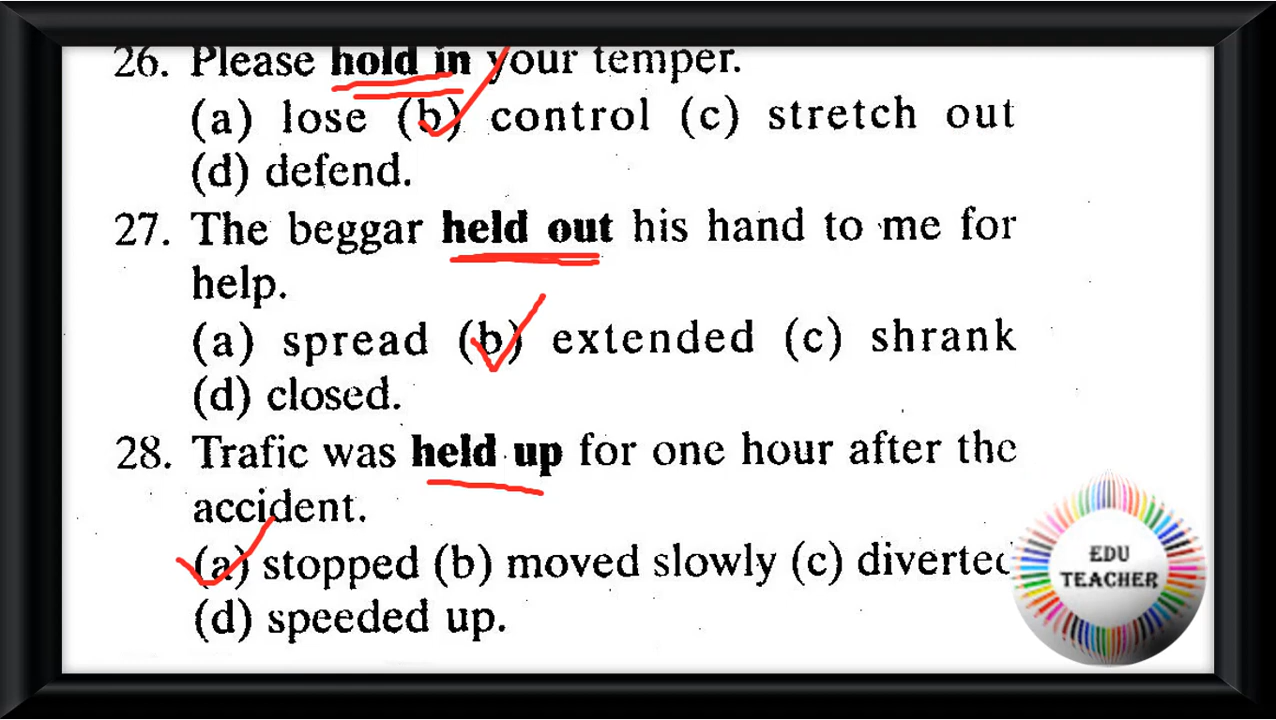 26. Please hold in your temper.
(a) lose (b) control (c) stretch out
(d) defend.
27. The beggar held out his hand to me for
help.
(a) spread (b) extended (c) shrank
(d) closed.
28. Trafic was held up for one hour after the
accident.
(a) stopped (b) moved slowly (c) diverted
(d) speeded up.
EDU
TEACHER